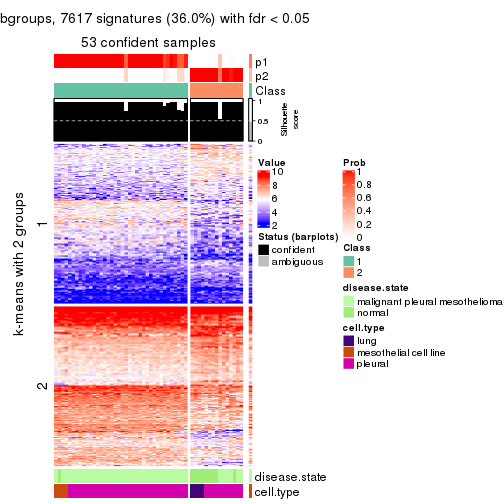 bgroups, 7617 signatures (36.0%) with fdr < 0.05
53 confident samples
p1
p2
Class
1
0.5
0
Silhouette
score
k-means with 2 groups
1
2
disease.state
cell.type
Value
10
8
6
4
2
Status (barplots)
confident
ambiguous
Prob
1
0.8
0.6
0.4
0.2
0
Class
1
2
disease.state
malignant pleural mesothelioma
normal
cell.type
lung
mesothelial cell line
pleural